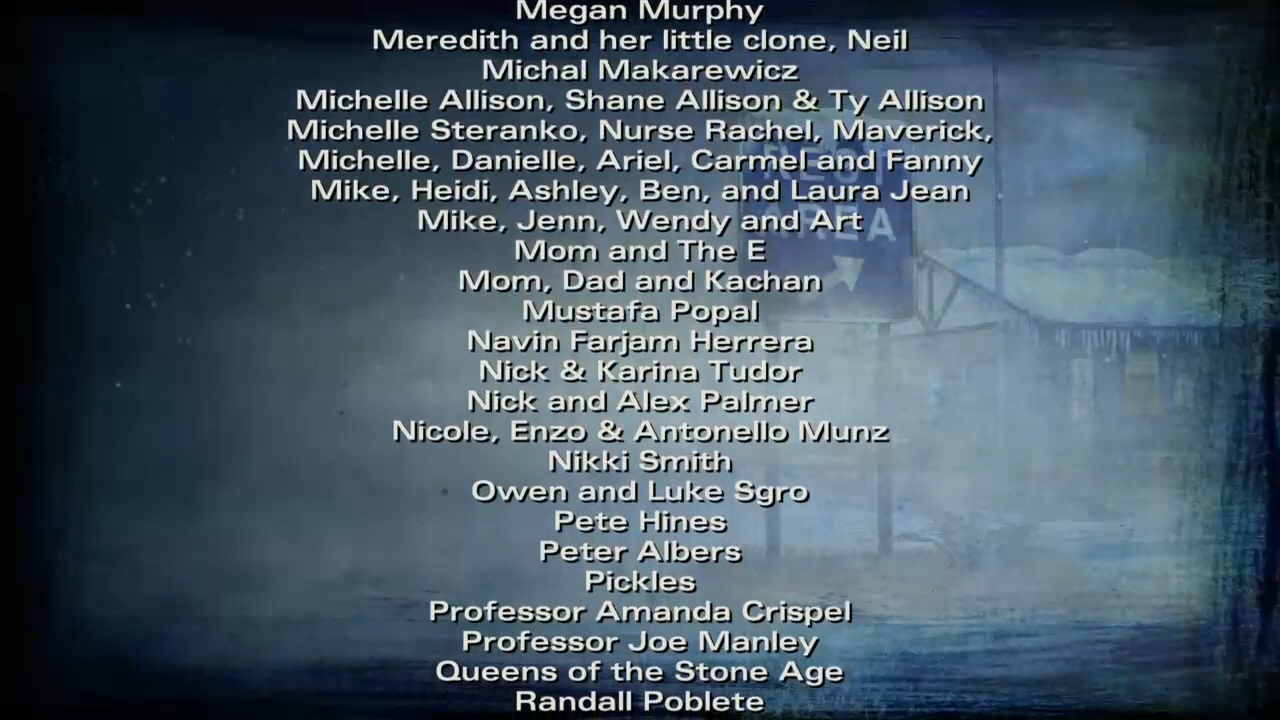 Megan Murphy
Meredith and her little clone, Neil
Michal Makarewicz
Michelle Allison, Shane Allison & Ty Allison
Michelle Steranko, Nurse Rachel, Maverick,
Michelle, Danielle, Ariel, Carmel and Fanny
Mike, Heidi, Ashley, Ben, and Laura Jean
Mike, Jenn, Wendy and Art
Mom and The E
Mom, Dad and Kachan
Mustafa Popal
Navin Farjam Herrera
Nick & Karina Tudor
Nick and Alex Palmer
Nicole, Enzo & Antonello Munz
Nikki Smith
Owen and Luke Sgro
Pete Hines
Peter Albers
Pickles
Professor Amanda Crispel
Professor Joe Manley
Queens of the Stone Age
Randall Poblete
REST
AREA